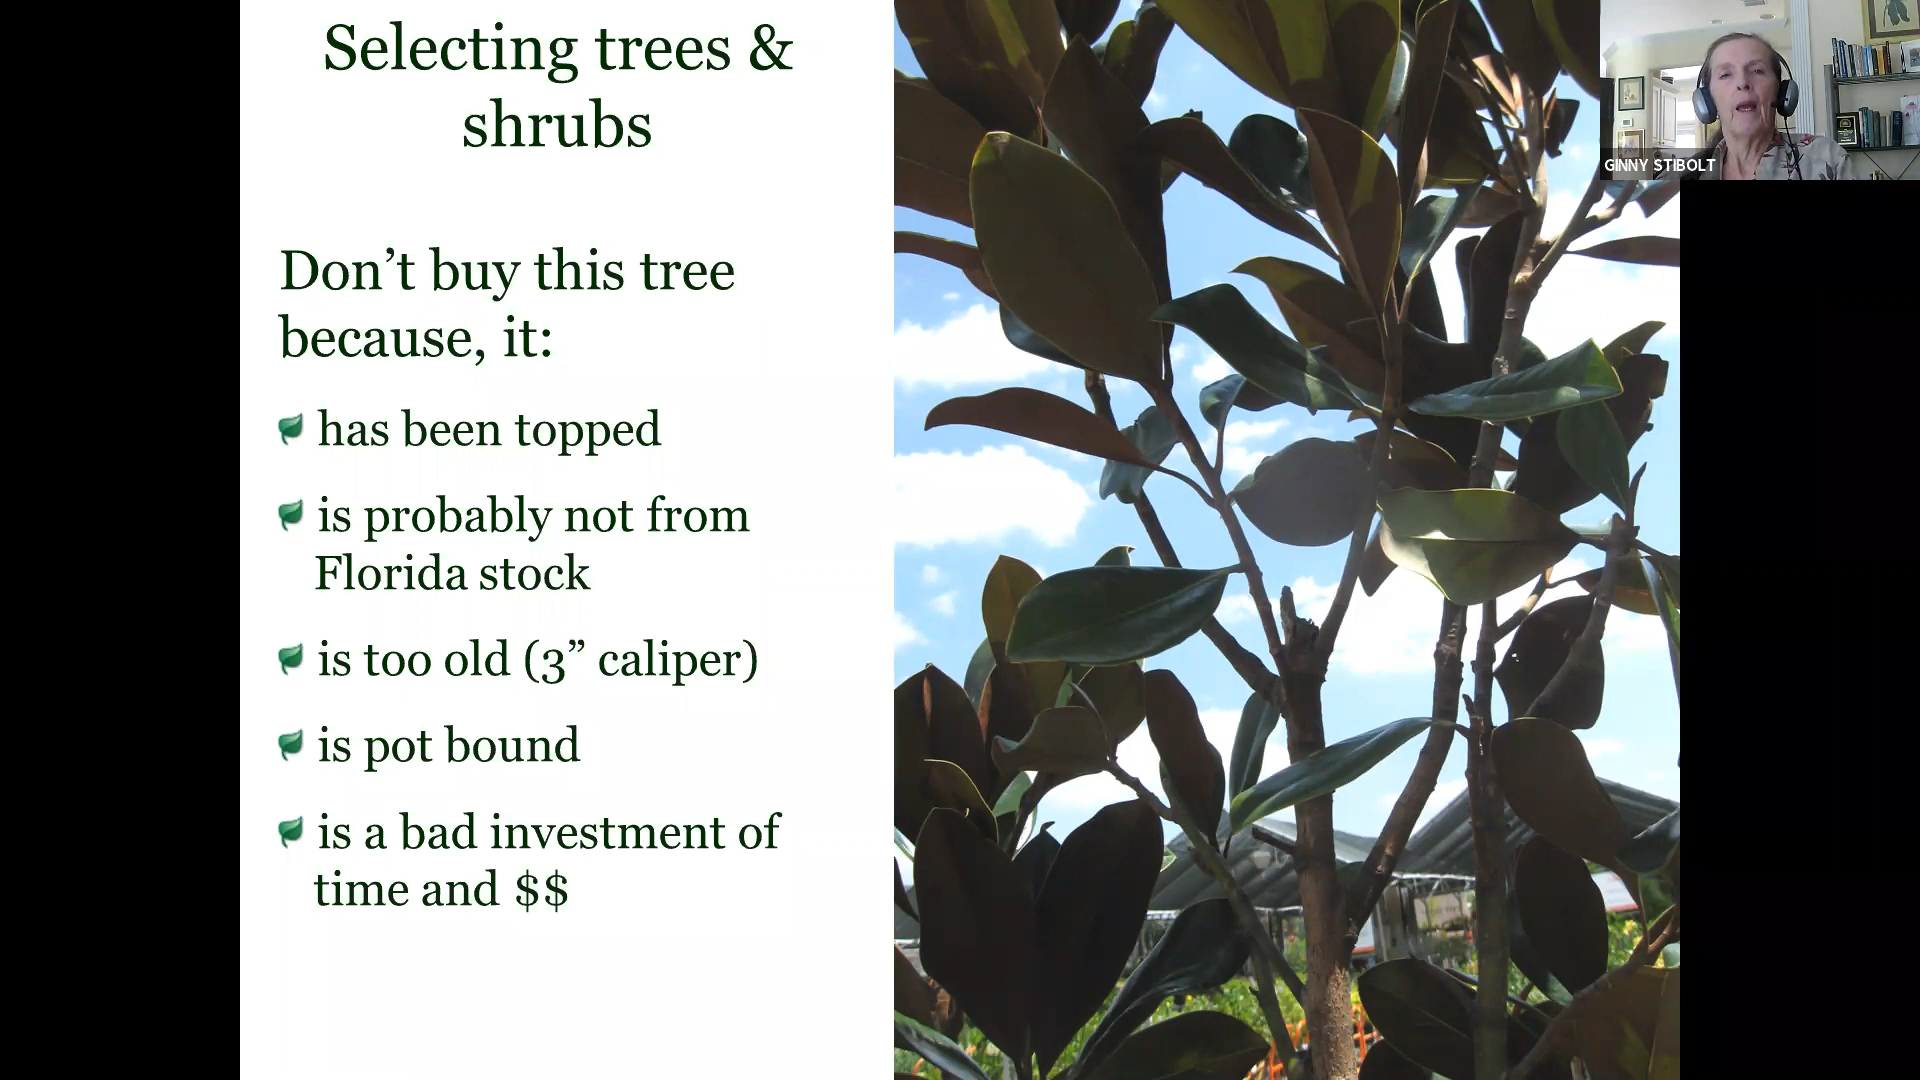 Selecting trees &
shrubs
Don’t buy this tree
because, it:
has been topped
is probably not from
Florida stock
is too old (3” caliper)
is pot bound
is a bad investment of
time and $$
GINNY STIBOLT